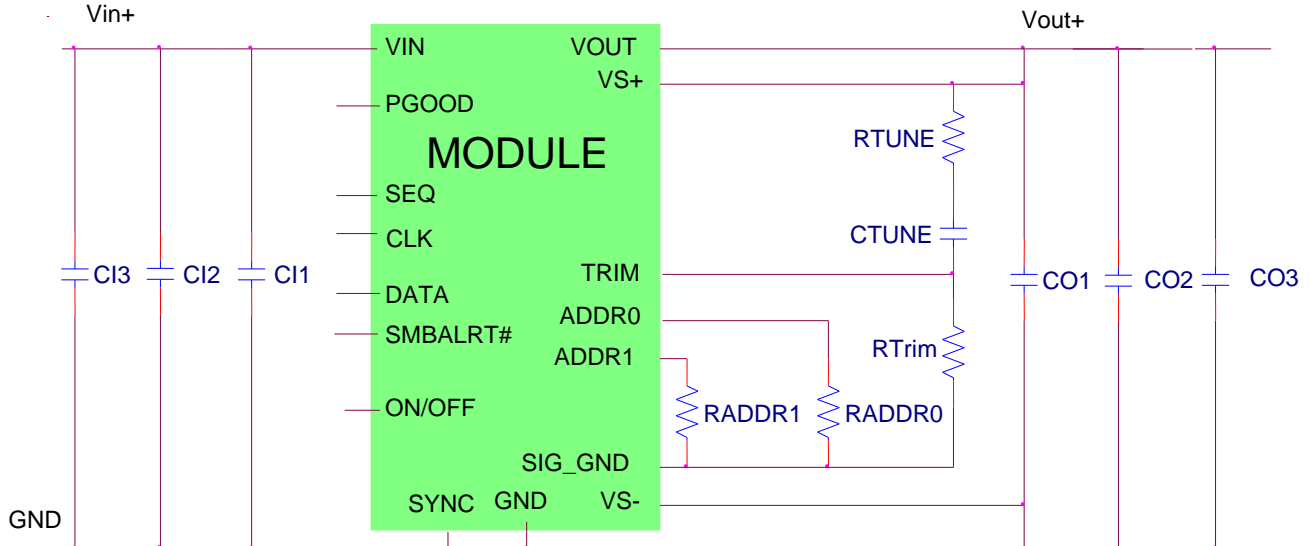 Vin+
Vout+
VIN
VOUT
VS+
PGOOD
MODULE
RTUNE
SEQ
CLK
CTUNE
TRIM
CI3
CI2
CI1
CO1
CO2
CO3
DATA
ADDR0
SMBALRT#
ADDR1
RTrim
ON/OFF
RADDR1
RADDR0
SIG_GND
SYNC
GND
VS-
GND